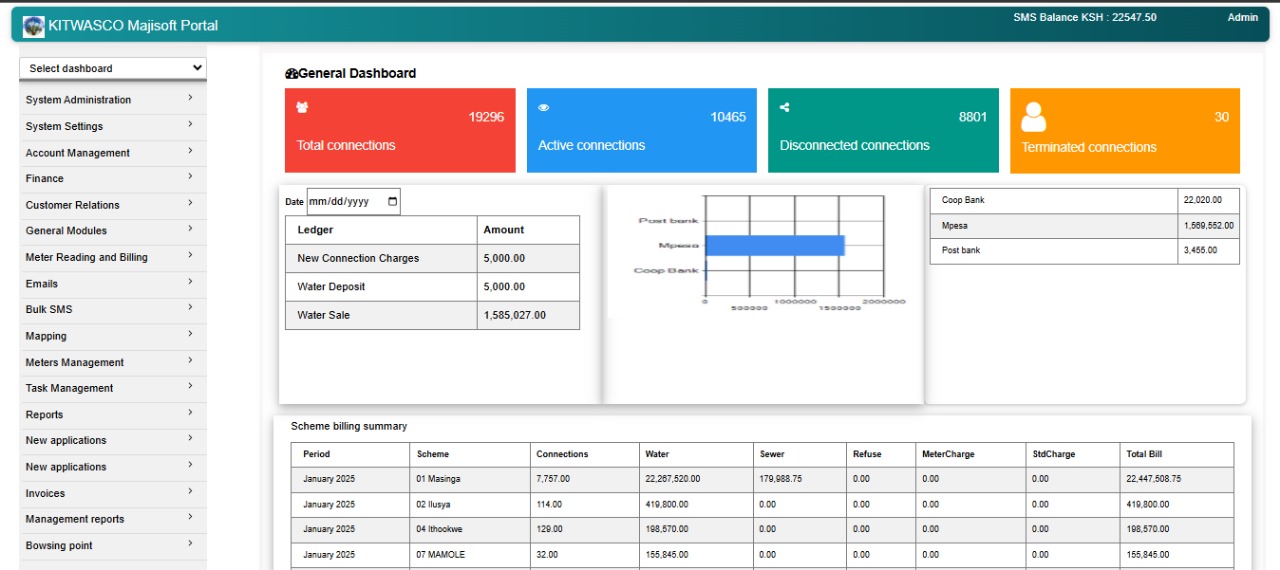 KITWASCO Majisoft Portal
SMS Balance KSH : 22547.50
Admin
Select dashboard
System Administration
System Settings
Account Management
Finance
Customer Relations
General Modules
Meter Reading and Billing
Emails
Bulk SMS
Mapping
Meters Management
Task Management
Reports
New applications
New applications
Invoices
Management reports
Bowsing point
General Dashboard
19296
Total connections
10465
Active connections
8801
Disconnected connections
30
Terminated connections
Date mm/dd/yyyy
Ledger Amount
New Connection Charges 5,000.00
Water Deposit 5,000.00
Water Sale 1,585,027.00
Post bank
Mpesa
Coop Bank
0 500000 1000000 1500000 2000000
Coop Bank 22,020.00
Mpesa 1,569,552.00
Post bank 3,455.00
Scheme billing summary
Period Scheme Connections Water Sewer Refuse MeterCharge StdCharge Total Bill
January 2025 01 Masinga 7,757.00 22,267,520.00 179,988.75 0.00 0.00 0.00 22,447,508.75
January 2025 02 Ilusya 114.00 419,800.00 0.00 0.00 0.00 0.00 419,800.00
January 2025 04 Ithookwe 129.00 198,570.00 0.00 0.00 0.00 0.00 198,570.00
January 2025 07 MAMOLE 32.00 155,845.00 0.00 0.00 0.00 0.00 155,845.00